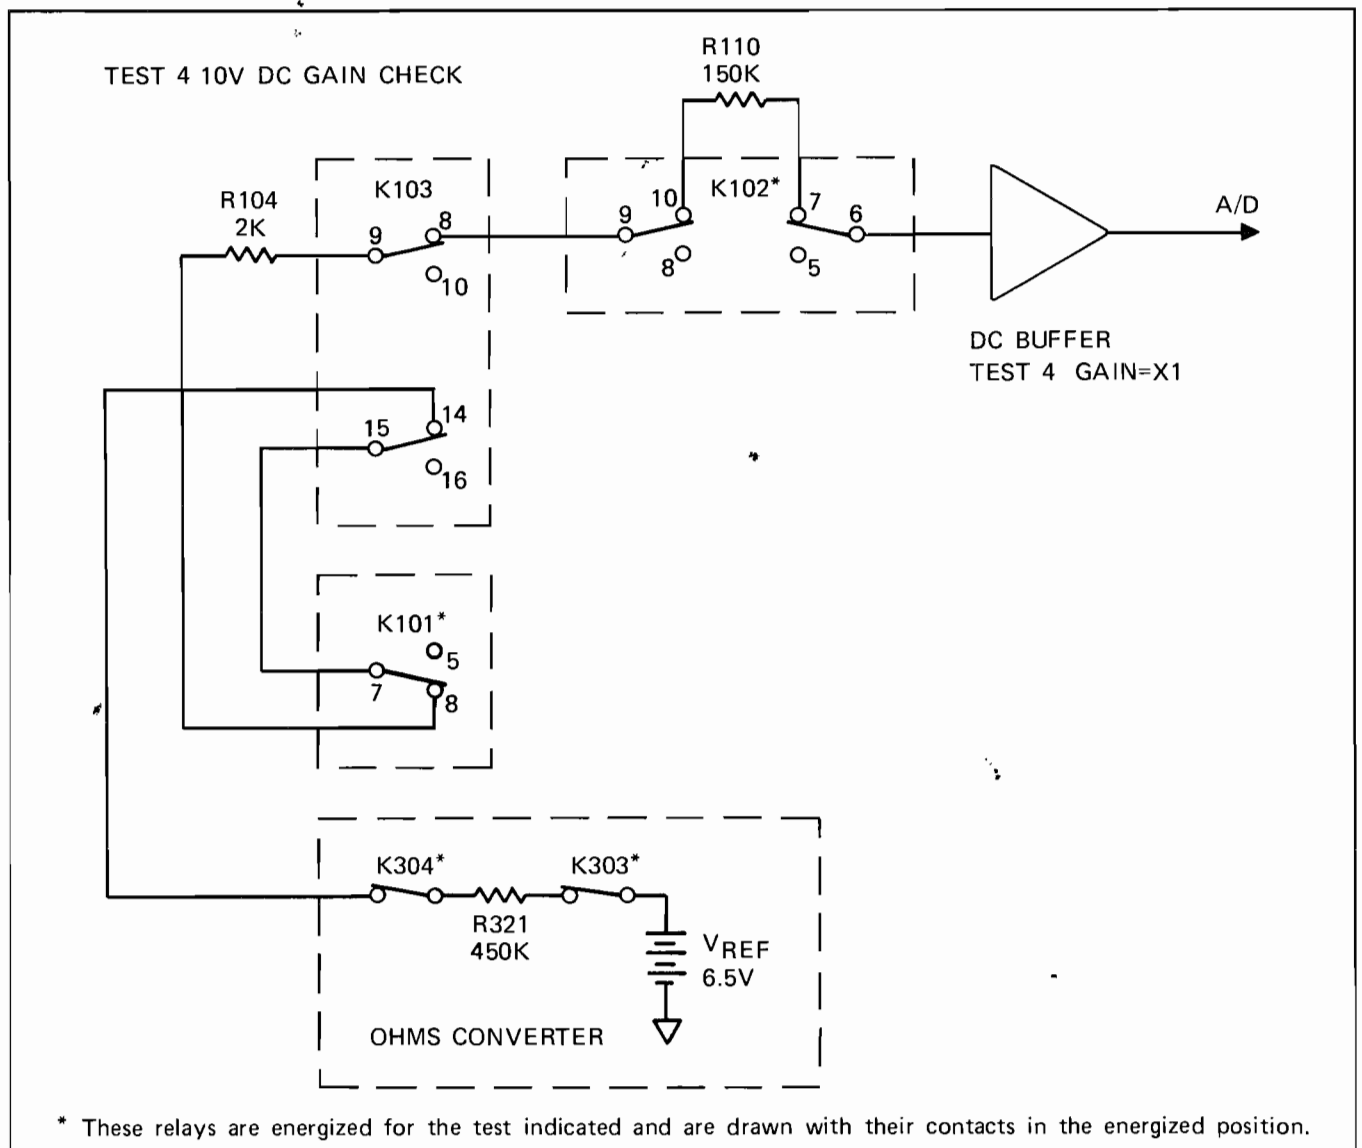 TEST 4 10V DC GAIN CHECK
R110
150K
K103
R104
2K
9
8
10
K102*
10
7
9
8
6
5
A/D
DC BUFFER
TEST 4 GAIN=X1
15
14
16
K101*
5
7
8
K304*
K303*
R321
450K
VREF
6.5V
OHMS CONVERTER
* These relays are energized for the test indicated and are drawn with their contacts in the energized position.